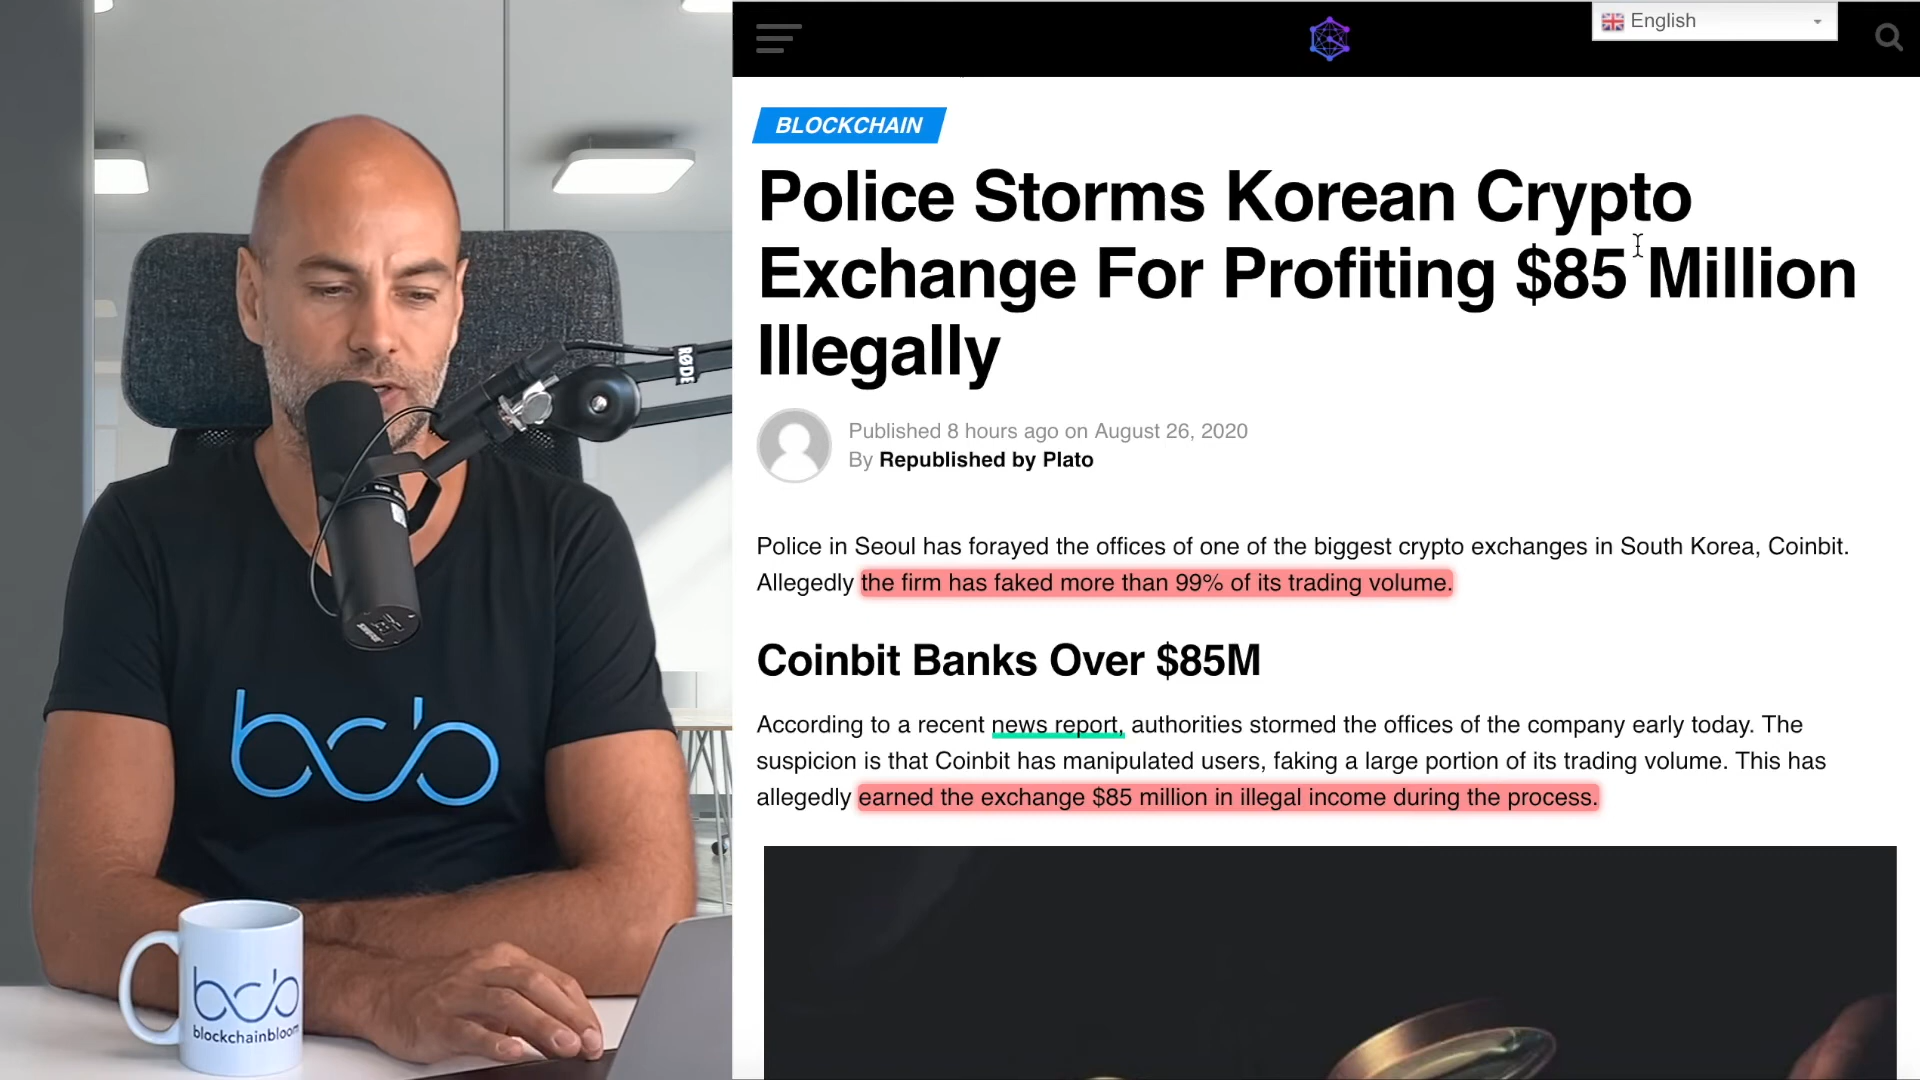 English
BLOCKCHAIN
Police Storms Korean Crypto
Exchange For Profiting $85 Million
Illegally
Published 8 hours ago on August 26, 2020
By Republished by Plato
Police in Seoul has forayed the offices of one of the biggest crypto exchanges in South Korea, Coinbit.
Allegedly the firm has faked more than 99% of its trading volume.
Coinbit Banks Over $85M
According to a recent news report, authorities stormed the offices of the company early today. The
suspicion is that Coinbit has manipulated users, faking a large portion of its trading volume. This has
allegedly earned the exchange $85 million in illegal income during the process.
RØDE
bcb
bcb
blockchainbloom